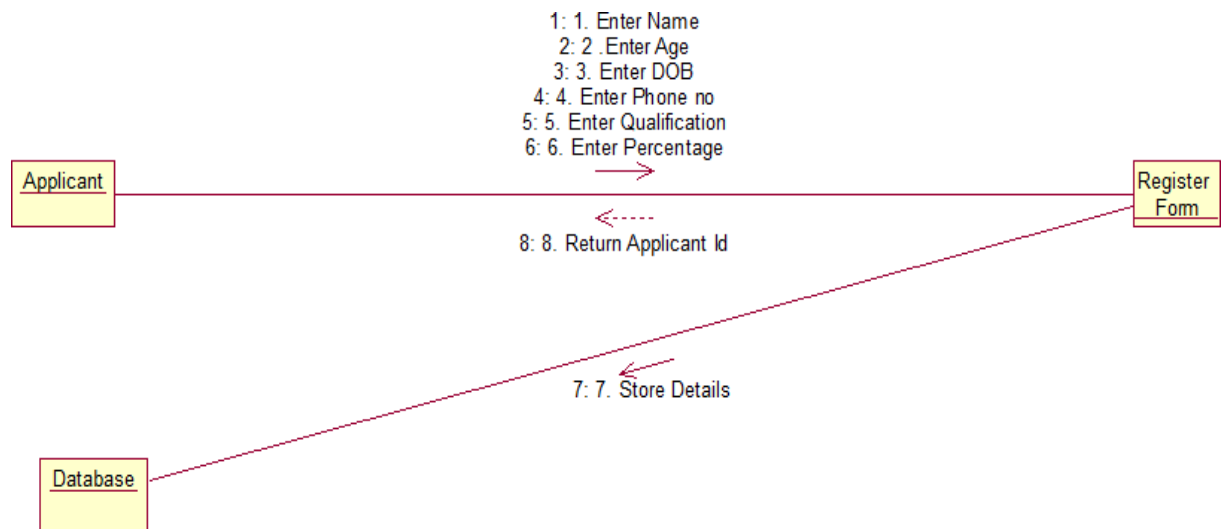 1: 1. Enter Name
2: 2 .Enter Age
3: 3. Enter DOB
4: 4. Enter Phone no
5: 5. Enter Qualification
6: 6. Enter Percentage
Applicant
Register
Form
8: 8. Return Applicant Id
7: 7. Store Details
Database